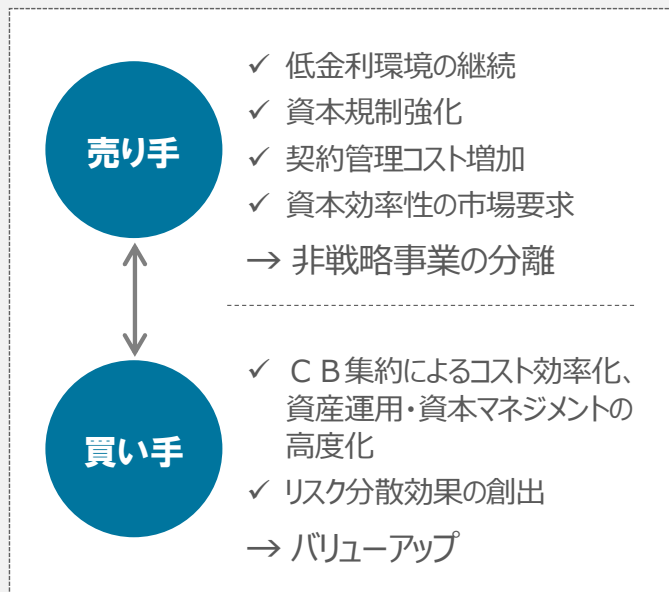 売り手
✓ 低金利環境の継続
✓ 資本規制強化
✓ 契約管理コスト増加
✓ 資本効率性の市場要求
→ 非戦略事業の分離
買い手
✓ ＣＢ集約によるコスト効率化、
資産運用・資本マネジメントの
高度化
✓ リスク分散効果の創出
→ バリューアップ